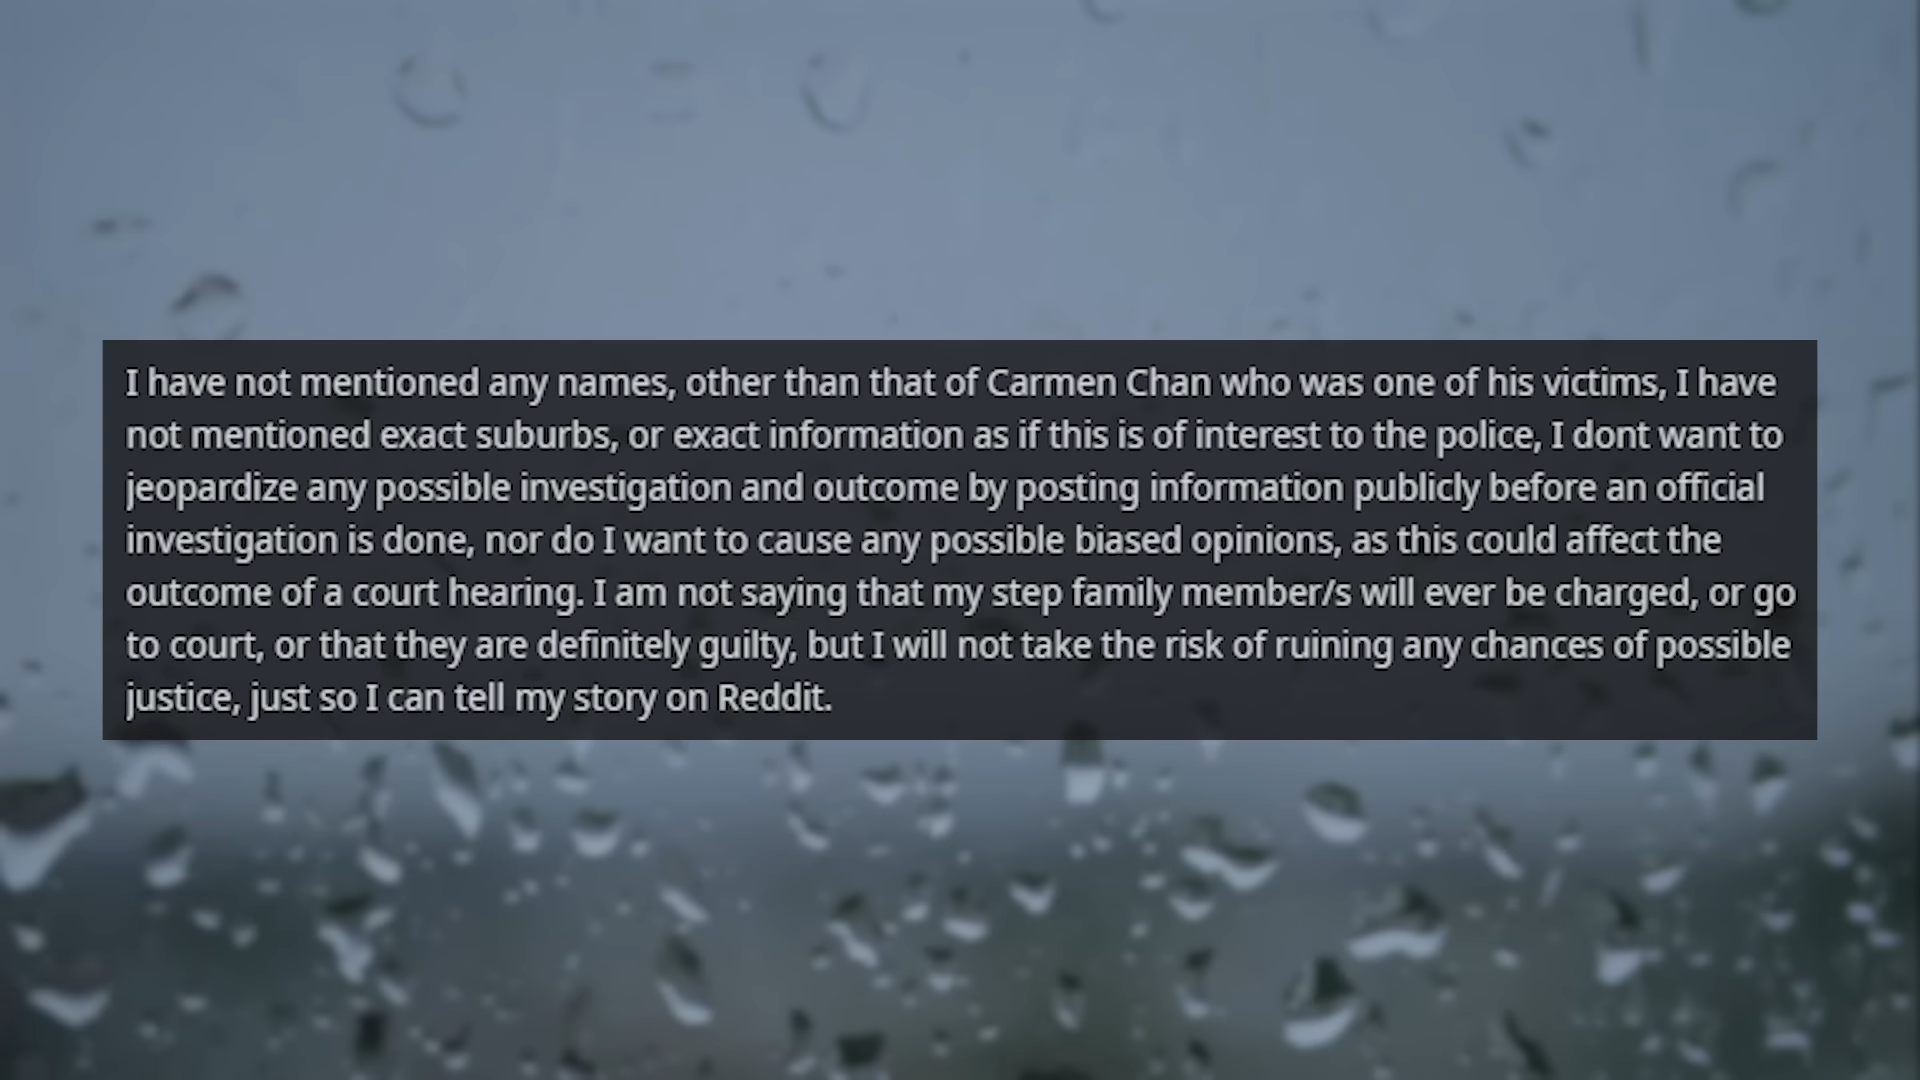 I have not mentioned any names, other than that of Carmen Chan who was one of his victims, I have
not mentioned exact suburbs, or exact information as if this is of interest to the police, I dont want to
jeopardize any possible investigation and outcome by posting information publicly before an official
investigation is done, nor do I want to cause any possible biased opinions, as this could affect the
outcome of a court hearing. I am not saying that my step family member/s will ever be charged, or go
to court, or that they are definitely guilty, but I will not take the risk of ruining any chances of possible
justice, just so I can tell my story on Reddit.